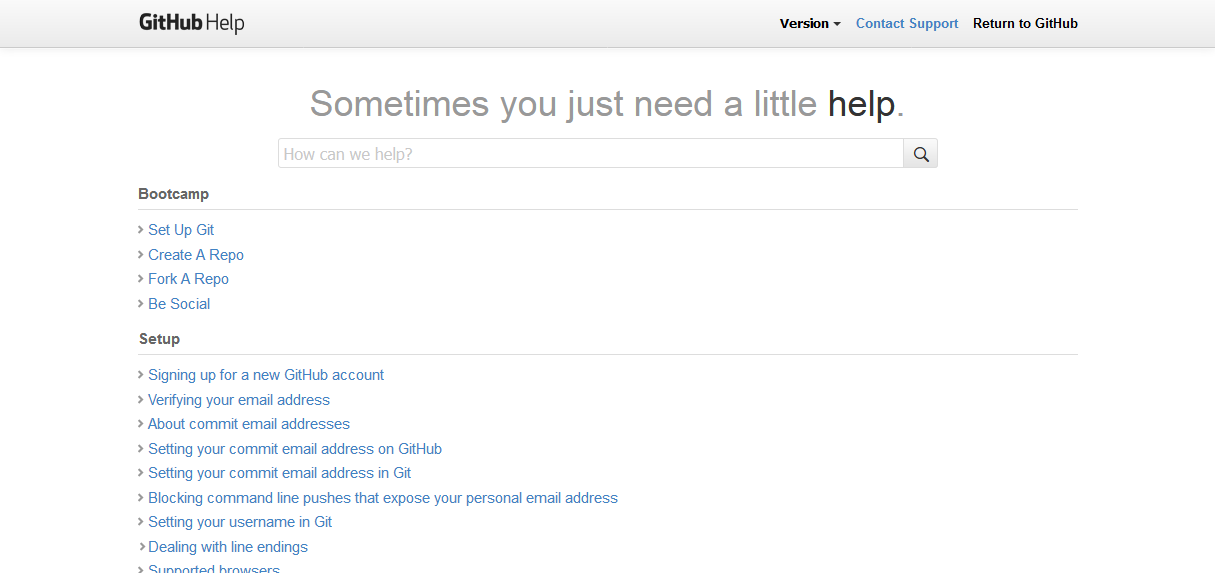 GitHub Help
Version Contact Support Return to GitHub
Sometimes you just need a little help.
How can we help?
Bootcamp
Set Up Git
Create A Repo
Fork A Repo
Be Social
Setup
Signing up for a new GitHub account
Verifying your email address
About commit email addresses
Setting your commit email address on GitHub
Setting your commit email address in Git
Blocking command line pushes that expose your personal email address
Setting your username in Git
Dealing with line endings
Supported browsers